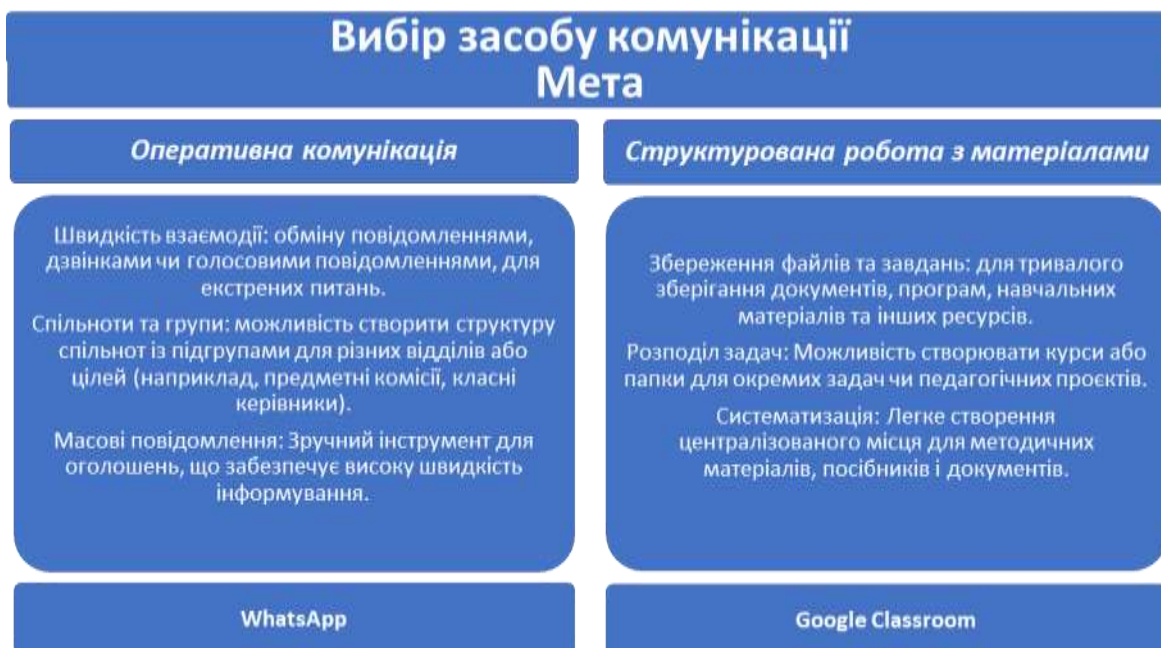 Вибір засобу комунікації
Мета
Оперативна комунікація
Швидкість взаємодії: обміну повідомленнями,
дзвінками чи голосовими повідомленнями, для
екстрених питань.
Спільноти та групи: можливість створити структуру
спільнот із підгрупами для різних відділів або
цілей (наприклад, предметні комісії, класні
керівники).
Масові повідомлення: Зручний інструмент для
оголошень, що забезпечує високу швидкість
інформування.
WhatsApp
Структурована робота з матеріалами
Збереження файлів та завдань: для тривалого
зберігання документів, програм, навчальних
матеріалів та інших ресурсів.
Розподіл задач: Можливість створювати курси або
папки для окремих задач чи педагогічних проєктів.
Систематизація: Легке створення
централізованого місця для методичних
матеріалів, посібників і документів.
Google Classroom